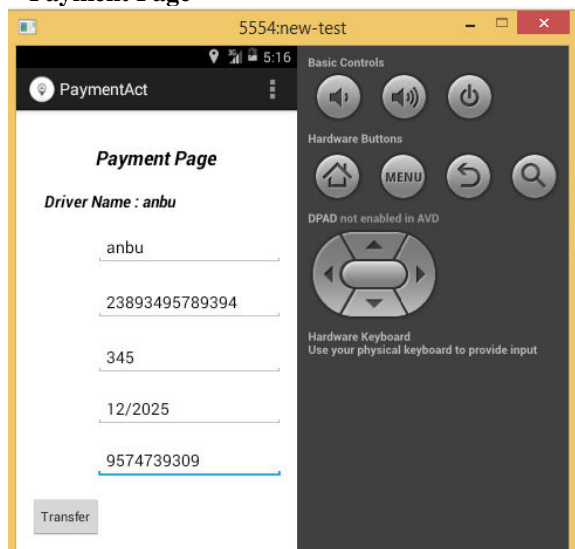 Payment Page
5554:new-test
5:16
PaymentAct
Payment Page
Driver Name : anbu
anbu
23893495789394
345
12/2025
9574739309
Transfer
Basic Controls
Hardware Buttons
MENU
DPAD not enabled in AVD
Hardware Keyboard
Use your physical keyboard to provide input